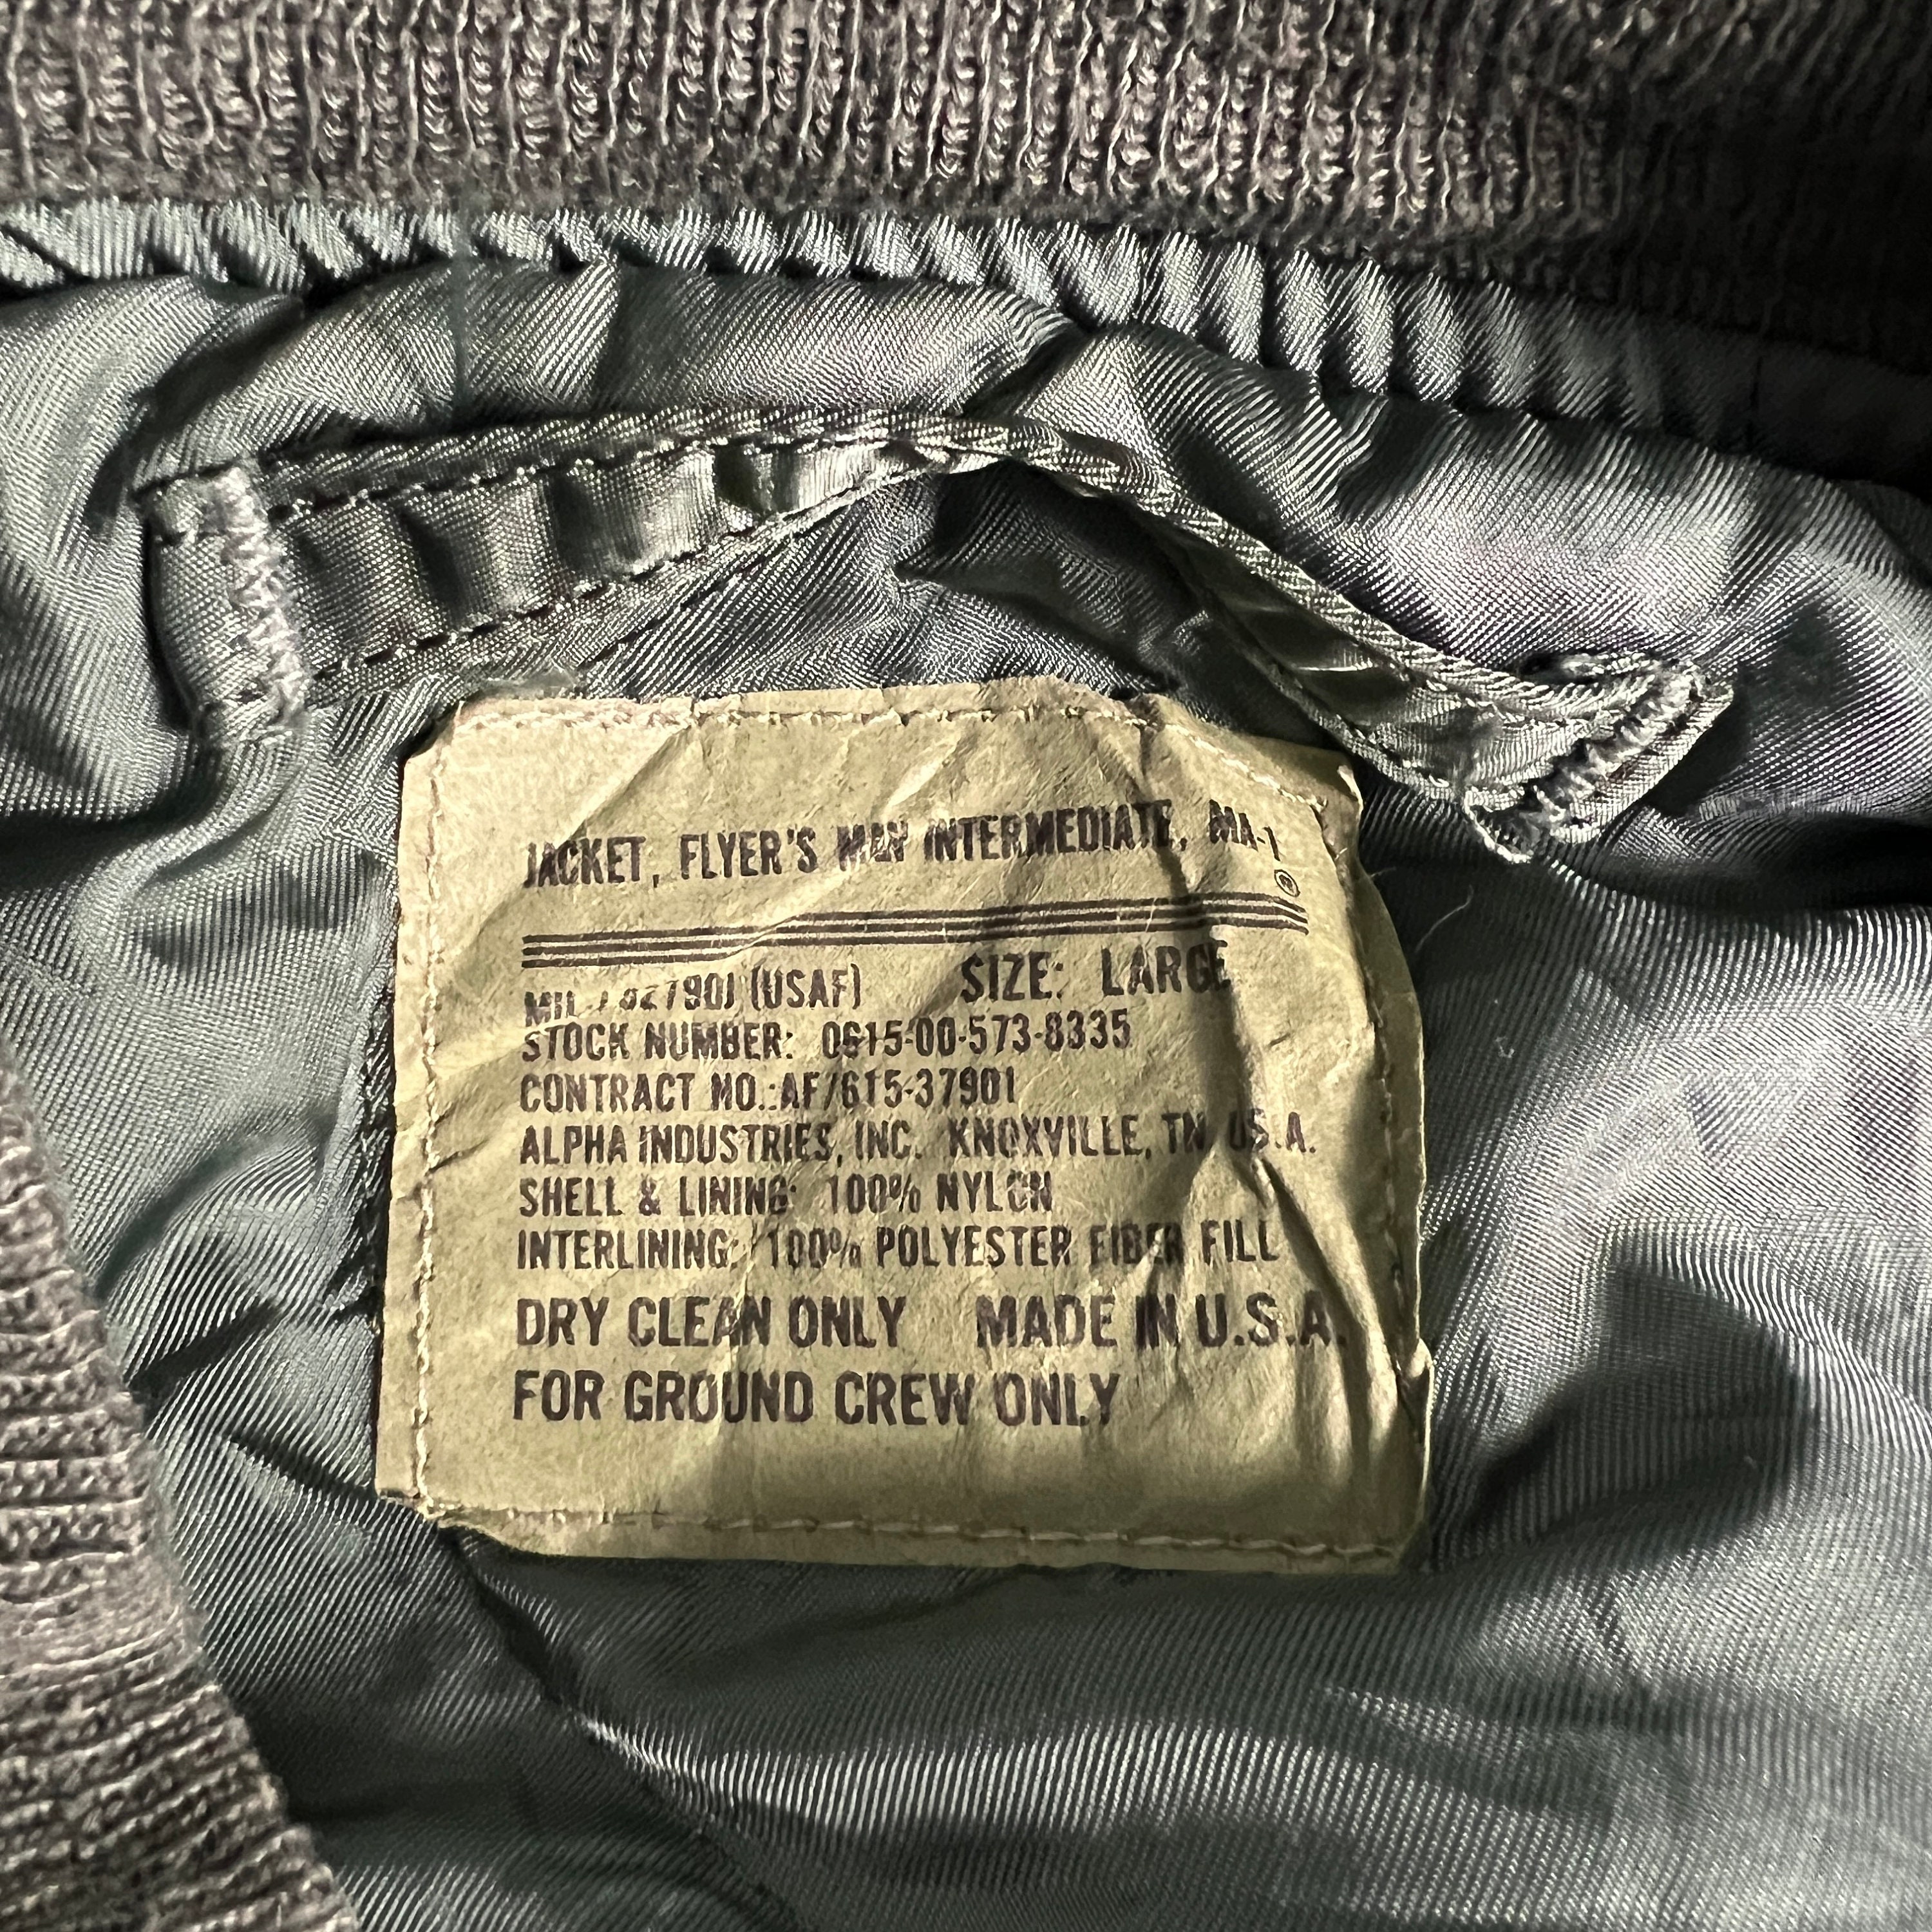 JACKET, FLYER'S MAN INTERMEDIATE, MA-1
®
(USAF) SIZE: LARGE
STOCK NUMBER: 0615-00-573-8335
CONTRACT NO.:AF/615-37901
ALPHA INDUSTRIES, INC. KNOXVILLE, TN U.S.A.
SHELL & LINING: 100% NYLON
INTERLINING: 100% POLYESTER FIBER FILL
DRY CLEAN ONLY MADE IN U.S.A.
FOR GROUND CREW ONLY